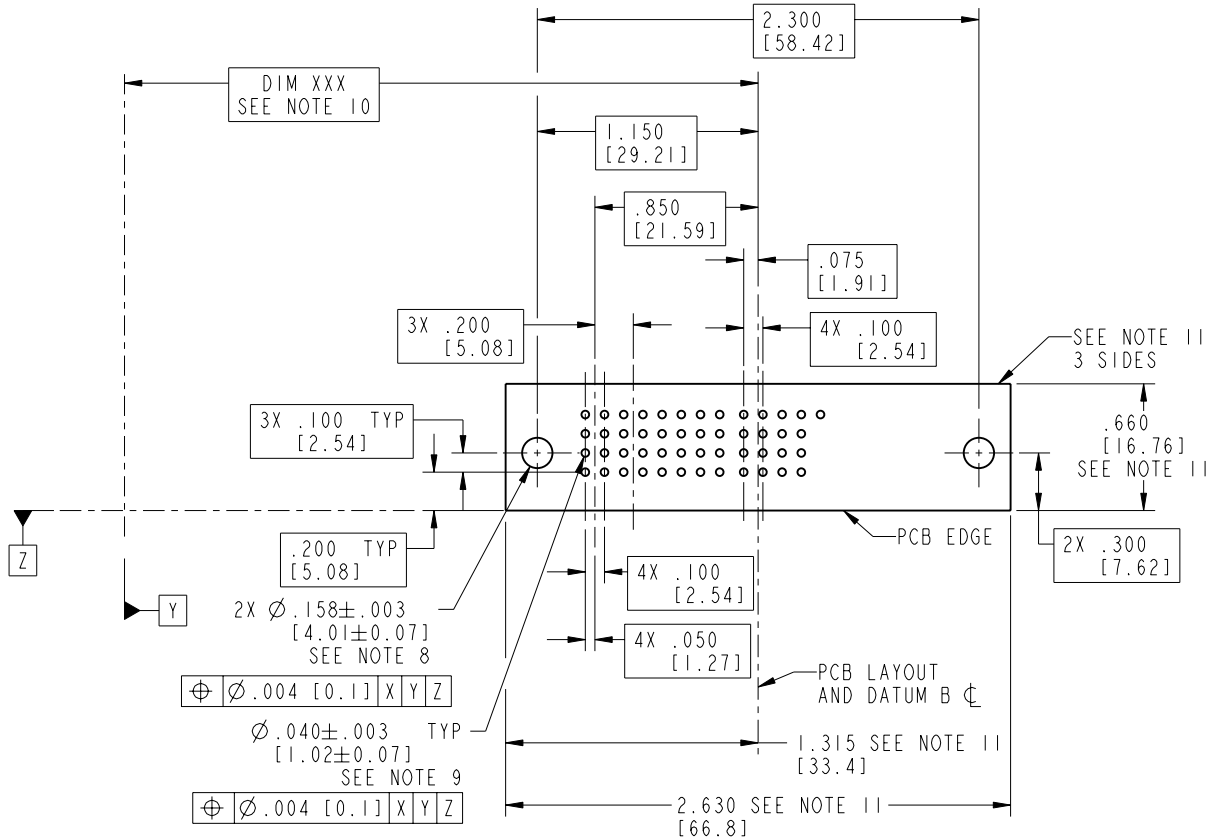 2.300
[58.42]
DIM XXX
SEE NOTE 10
1.150
[29.21]
.850
[21.59]
.075
[1.91]
3X .200
[5.08]
4X .100
[2.54]
SEE NOTE 11
3 SIDES
3X .100 TYP
[2.54]
.660
[16.76]
SEE NOTE 11
PCB EDGE
Z
.200 TYP
[5.08]
4X .100
[2.54]
2X .300
[7.62]
Y
2X Ø.158±.003
[4.01±0.07]
SEE NOTE 8
4X .050
[1.27]
⌖ Ø.004 [0.1] X Y Z
PCB LAYOUT
AND DATUM B ℄
Ø.040±.003 TYP
[1.02±0.07]
SEE NOTE 9
1.315 SEE NOTE 11
[33.4]
⌖ Ø.004 [0.1] X Y Z
2.630 SEE NOTE 11
[66.8]